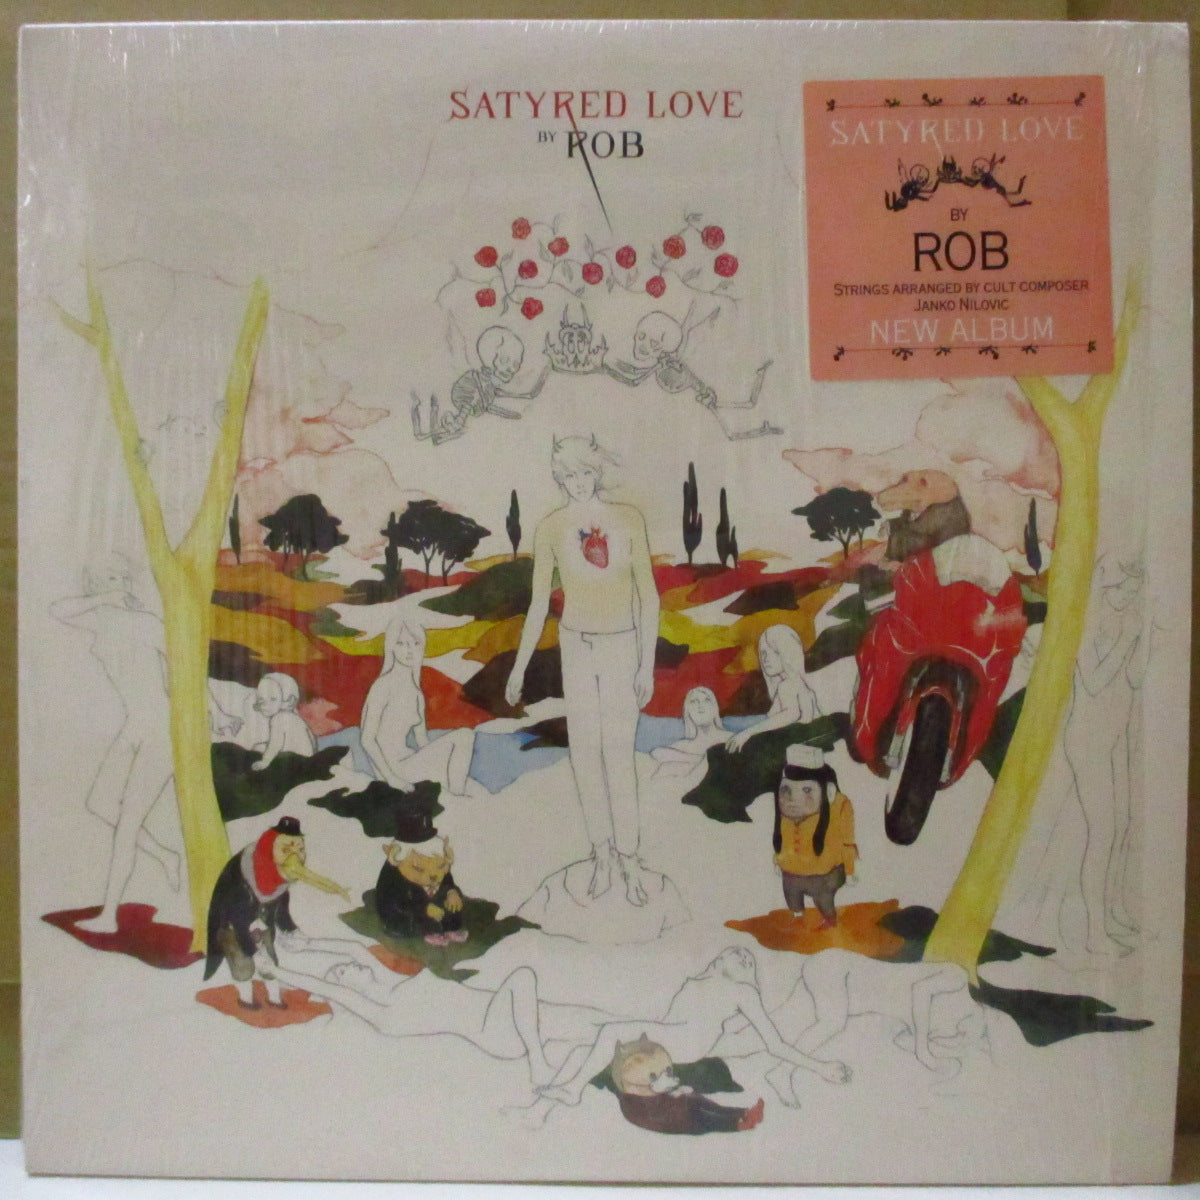 SATYRED LOVE
BY ROB
SATYRED LOVE
BY
ROB
STRINGS ARRANGED BY CULT COMPOSER
JANKO NILOVIC
NEW ALBUM